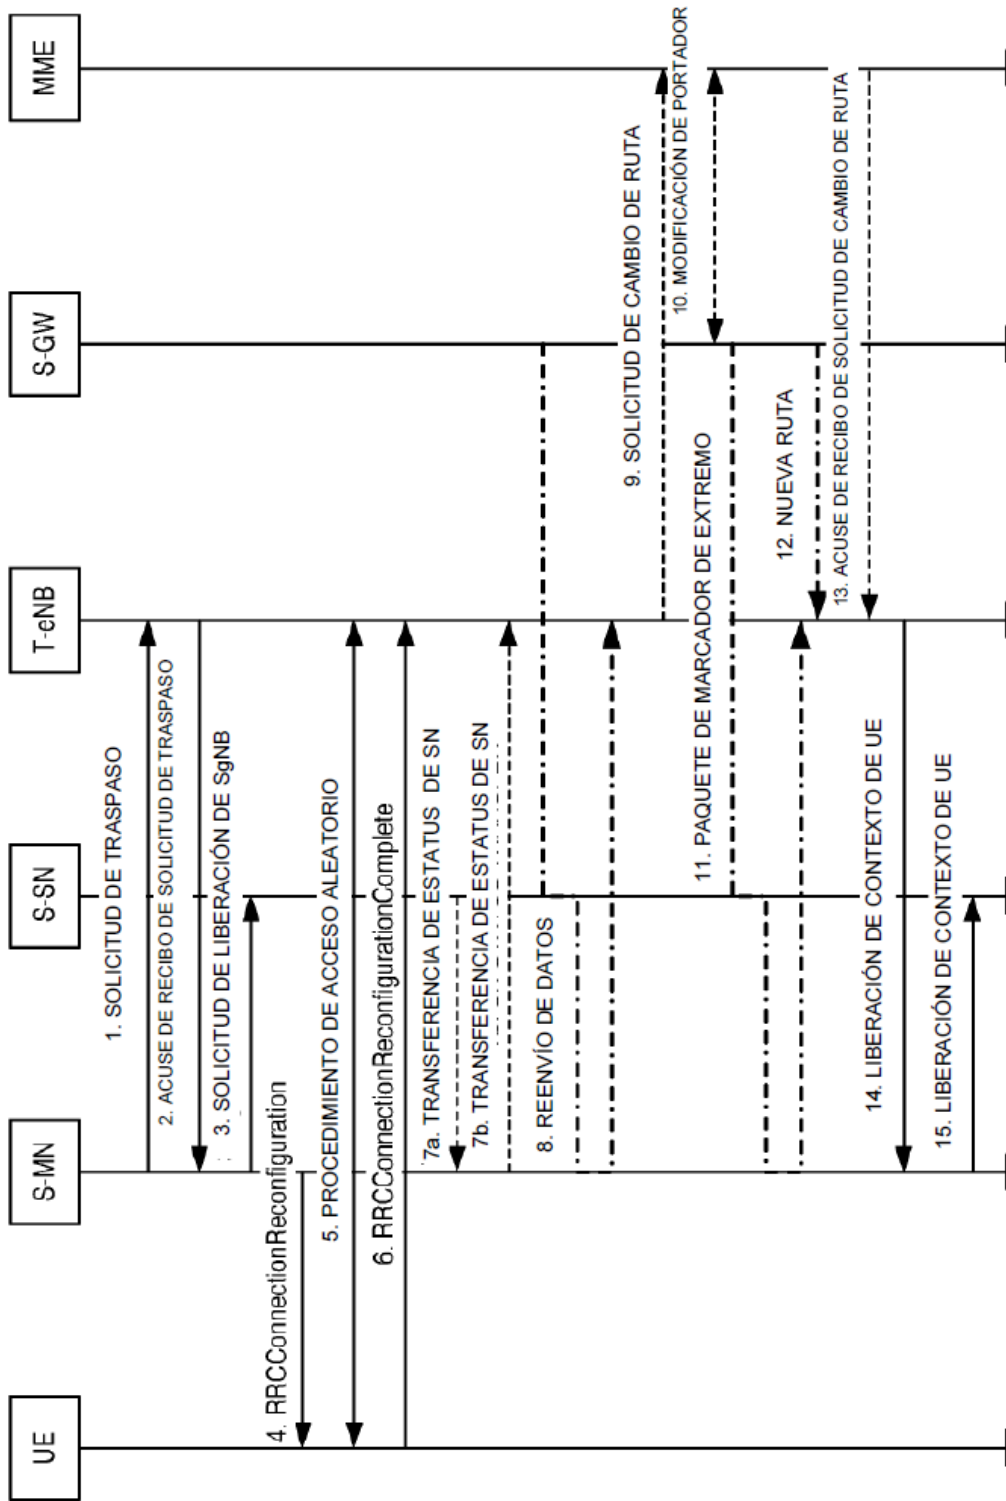 UE
S-MN
S-SN
T-eNB
S-GW
MME
1. SOLICITUD DE TRASPASO
2. ACUSE DE RECIBO DE SOLICITUD DE TRASPASO
3. SOLICITUD DE LIBERACIÓN DE SgNB
4. RRCConnectionReconfiguration
5. PROCEDIMIENTO DE ACCESO ALEATORIO
6. RRCConnectionReconfigurationComplete
7a. TRANSFERENCIA DE ESTATUS DE SN
7b. TRANSFERENCIA DE ESTATUS DE SN
8. REENVÍO DE DATOS
9. SOLICITUD DE CAMBIO DE RUTA
10. MODIFICACIÓN DE PORTADOR
11. PAQUETE DE MARCADOR DE EXTREMO
12. NUEVA RUTA
13. ACUSE DE RECIBO DE SOLICITUD DE CAMBIO DE RUTA
14. LIBERACIÓN DE CONTEXTO DE UE
15. LIBERACIÓN DE CONTEXTO DE UE